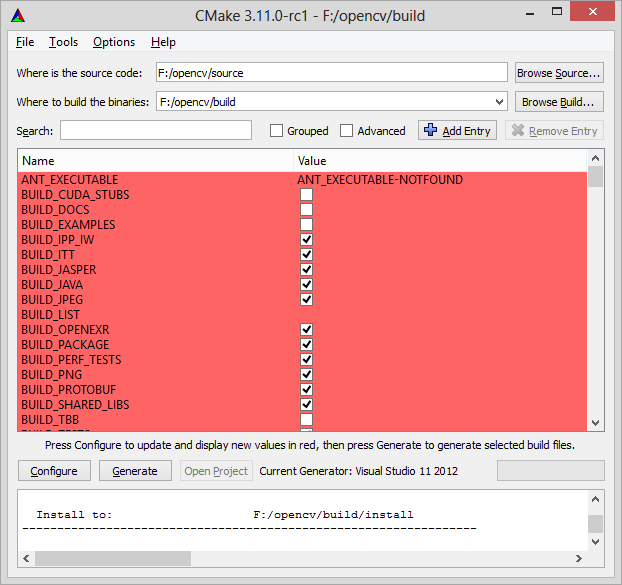 CMake 3.11.0-rc1 - F:/opencv/build
File Tools Options Help
Where is the source code: F:/opencv/source Browse Source...
Where to build the binaries: F:/opencv/build Browse Build...
Search: Grouped Advanced Add Entry Remove Entry
Name Value
ANT_EXECUTABLE ANT_EXECUTABLE-NOTFOUND
BUILD_CUDA_STUBS
BUILD_DOCS
BUILD_EXAMPLES
BUILD_IPP_IW
BUILD_ITT
BUILD_JASPER
BUILD_JAVA
BUILD_JPEG
BUILD_LIST
BUILD_OPENEXR
BUILD_PACKAGE
BUILD_PERF_TESTS
BUILD_PNG
BUILD_PROTOBUF
BUILD_SHARED_LIBS
BUILD_TBB
Press Configure to update and display new values in red, then press Generate to generate selected build files.
Configure Generate Open Project Current Generator: Visual Studio 11 2012
Install to: F:/opencv/build/install
-----------------------------------------------------------------